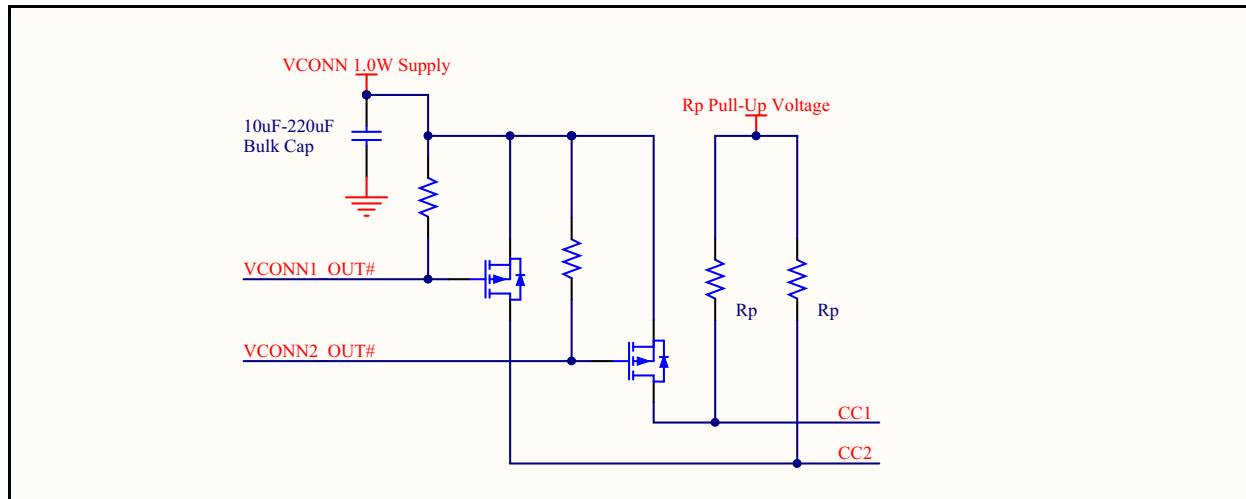 VCONN 1.0W Supply
Rp Pull-Up Voltage
10uF-220uF
Bulk Cap
VCONN1_OUT#
Rp
Rp
VCONN2_OUT#
CC1
CC2